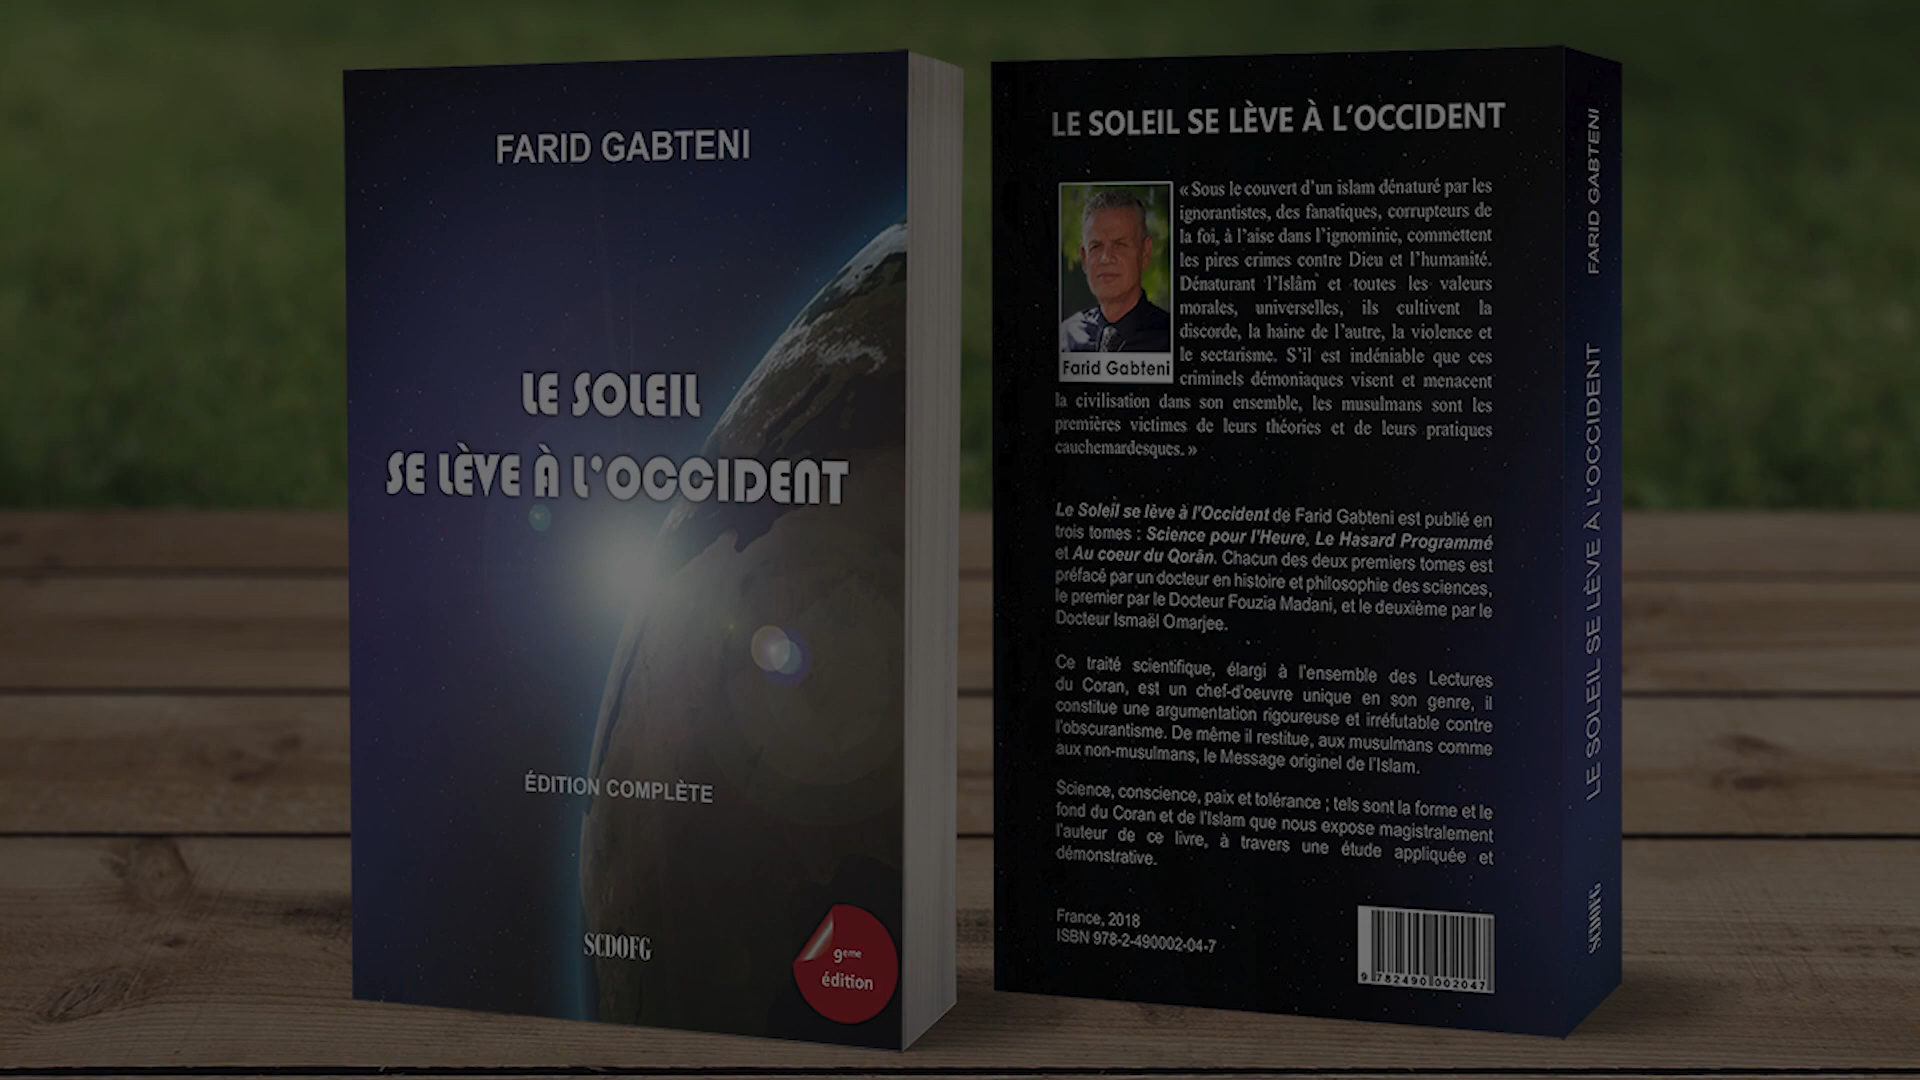 FARID GABTENI
LE SOLEIL
SE LÈVE À L'OCCIDENT
ÉDITION COMPLÈTE
SCDOFG
9eme
édition
LE SOLEIL SE LÈVE À L'OCCIDENT
« Sous le couvert d'un islam dénaturé par les
ignorantistes, des fanatiques, corrupteurs de
la foi, à l'aise dans l'ignominie, commettent
les pires crimes contre Dieu et l'humanité.
Dénaturant l'Islâm et toutes les valeurs
morales, universelles, ils cultivent la
discorde, la haine de l'autre, la violence et
le sectarisme. S'il est indéniable que ces
criminels démoniaques visent et menacent
la civilisation dans son ensemble, les musulmans sont les
premières victimes de leurs théories et de leurs pratiques
cauchemardesques. »
Farid Gabteni
Le Soleil se lève à l'Occident de Farid Gabteni est publié en
trois tomes : Science pour l'Heure, Le Hasard Programmé
et Au coeur du Qorân. Chacun des deux premiers tomes est
préfacé par un docteur en histoire et philosophie des sciences,
le premier par le Docteur Fouzia Madani, et le deuxième par le
Docteur Ismaël Omarjee.
Ce traité scientifique, élargi à l'ensemble des Lectures
du Coran, est un chef-d'oeuvre unique en son genre, il
constitue une argumentation rigoureuse et irréfutable contre
l'obscurantisme. De même il restitue, aux musulmans comme
aux non-musulmans, le Message originel de l'Islam.
Science, conscience, paix et tolérance ; tels sont la forme et le
fond du Coran et de l'Islam que nous expose magistralement
l'auteur de ce livre, à travers une étude appliquée et
démonstrative.
France, 2018
ISBN 978-2-490002-04-7
9 782490 002047
FARID GABTENI
LE SOLEIL SE LÈVE À L'OCCIDENT
SCDOFG